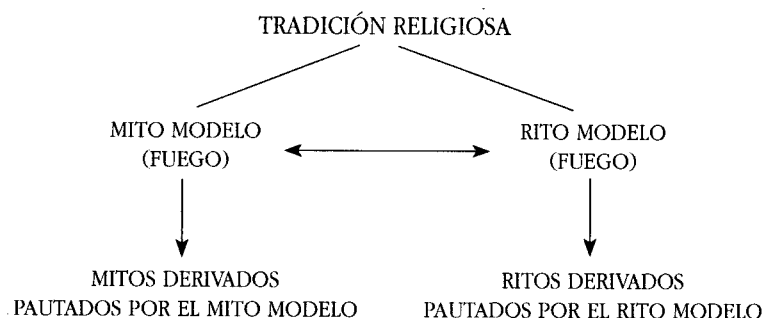 TRADICIÓN RELIGIOSA
MITO MODELO
(FUEGO)
RITO MODELO
(FUEGO)
MITOS DERIVADOS
PAUTADOS POR EL MITO MODELO
RITOS DERIVADOS
PAUTADOS POR EL RITO MODELO